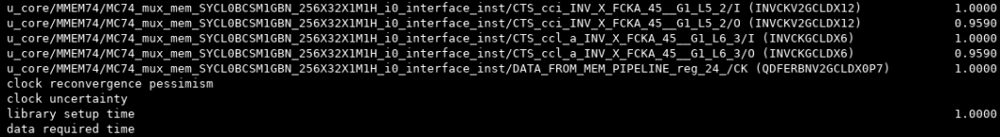 u_core/MMEM74/MC74_mux_mem_SYCL0BCSM1GBN_256X32X1M1H_i0_interface_inst/CTS_cci_INV_X_FCKA_45__G1_L5_2/I (INVCKV2GCLDX12) 1.0000
u_core/MMEM74/MC74_mux_mem_SYCL0BCSM1GBN_256X32X1M1H_i0_interface_inst/CTS_cci_INV_X_FCKA_45__G1_L5_2/O (INVCKV2GCLDX12) 0.9590
u_core/MMEM74/MC74_mux_mem_SYCL0BCSM1GBN_256X32X1M1H_i0_interface_inst/CTS_ccl_a_INV_X_FCKA_45__G1_L6_3/I (INVCKGCLDX6) 1.0000
u_core/MMEM74/MC74_mux_mem_SYCL0BCSM1GBN_256X32X1M1H_i0_interface_inst/CTS_ccl_a_INV_X_FCKA_45__G1_L6_3/O (INVCKGCLDX6) 0.9590
u_core/MMEM74/MC74_mux_mem_SYCL0BCSM1GBN_256X32X1M1H_i0_interface_inst/DATA_FROM_MEM_PIPELINE_reg_24_/CK (QDFERBNV2GCLDX0P7) 1.0000
clock reconvergence pessimism
clock uncertainty
library setup time 1.0000
data required time